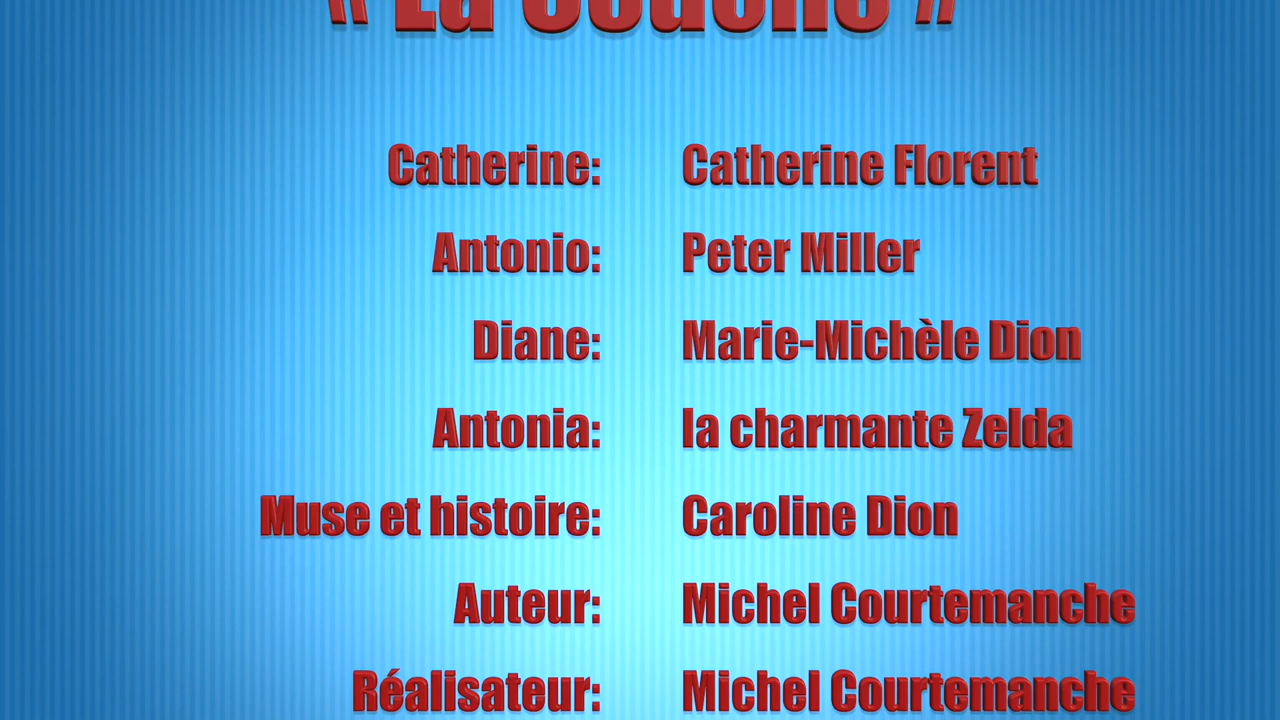 « La
Catherine: Catherine Florent
Antonio: Peter Miller
Diane: Marie-Michèle Dion
Antonia: la charmante Zelda
Muse et histoire: Caroline Dion
Auteur: Michel Courtemanche
Réalisateur: Michel Courtemanche